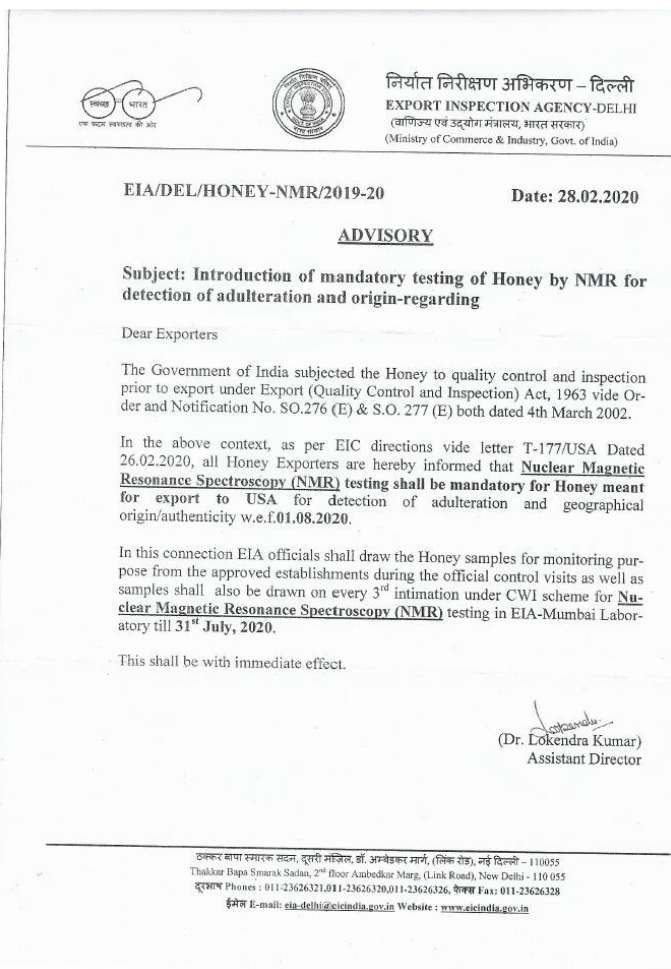 स्वच्छ भारत
एक कदम स्वच्छता की ओर
निर्यात निरीक्षण अभिकरण – दिल्ली
EXPORT INSPECTION AGENCY-DELHI
(वाणिज्य एवं उद्योग मंत्रालय, भारत सरकार)
(Ministry of Commerce & Industry, Govt. of India)
EIA/DEL/HONEY-NMR/2019-20
Date: 28.02.2020
ADVISORY
Subject: Introduction of mandatory testing of Honey by NMR for
detection of adulteration and origin-regarding
Dear Exporters
The Government of India subjected the Honey to quality control and inspection
prior to export under Export (Quality Control and Inspection) Act, 1963 vide Or-
der and Notification No. SO.276 (E) & S.O. 277 (E) both dated 4th March 2002.
In the above context, as per EIC directions vide letter T-177/USA Dated
26.02.2020, all Honey Exporters are hereby informed that Nuclear Magnetic
Resonance Spectroscopy (NMR) testing shall be mandatory for Honey meant
for export to USA for detection of adulteration and geographical
origin/authenticity w.e.f.01.08.2020.
In this connection EIA officials shall draw the Honey samples for monitoring pur-
pose from the approved establishments during the official control visits as well as
samples shall also be drawn on every 3rd intimation under CWI scheme for Nu-
clear Magnetic Resonance Spectroscopy (NMR) testing in EIA-Mumbai Labor-
atory till 31st July, 2020.
This shall be with immediate effect.
(Dr. Lokendra Kumar)
Assistant Director
ठक्कर बापा स्मारक सदन, दूसरी मंज़िल, डॉ. अम्बेडकर मार्ग, (लिंक रोड), नई दिल्ली – 110055
Thakkar Bapa Smarak Sadan, 2nd floor Ambedkar Marg, (Link Road), New Delhi - 110 055
दूरभाष Phones : 011-23626321,011-23626320,011-23626326, फेक्स Fax: 011-23626328
ईमेल E-mail: eia-delhi@eicindia.gov.in Website : www.eicindia.gov.in